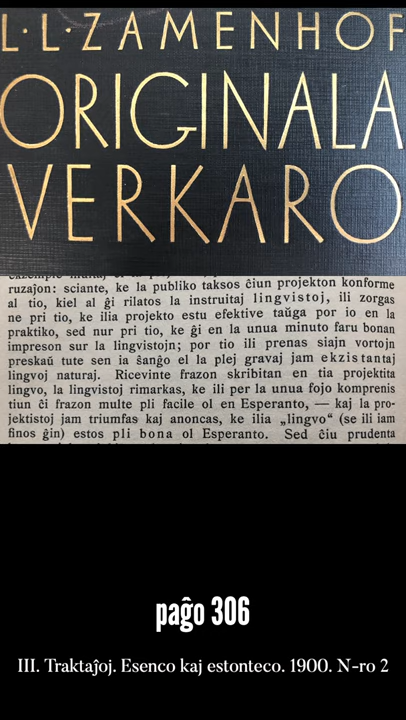 L·L·ZAMENHOF
ORIGINALA
VERKARO
ruzaĵon: sciante, ke la publiko taksos ĉiun projekton konforme
al tio, kiel al ĝi rilatos la instruitaj lingvistoj, ili zorgas
ne pri tio, ke ilia projekto estu efektive taŭga por io en la
praktiko, sed nur pri tio, ke ĝi en la unua minuto faru bonan
impreson sur la lingvistojn; por tio ili prenas siajn vortojn
preskaŭ tute sen ia ŝanĝo el la plej gravaj jam ekzistantaj
lingvoj naturaj. Ricevinte frazon skribitan en tia projektita
lingvo, la lingvistoj rimarkas, ke ili per la unua fojo komprenis
tiun ĉi frazon multe pli facile ol en Esperanto, — kaj la pro-
jektistoj jam triumfas kaj anoncas, ke ilia „lingvo“ (se ili iam
finos ĝin) estos pli bona ol Esperanto. Sed ĉiu prudenta
paĝo 306
III. Traktaĵoj. Esenco kaj estonteco. 1900. N-ro 2